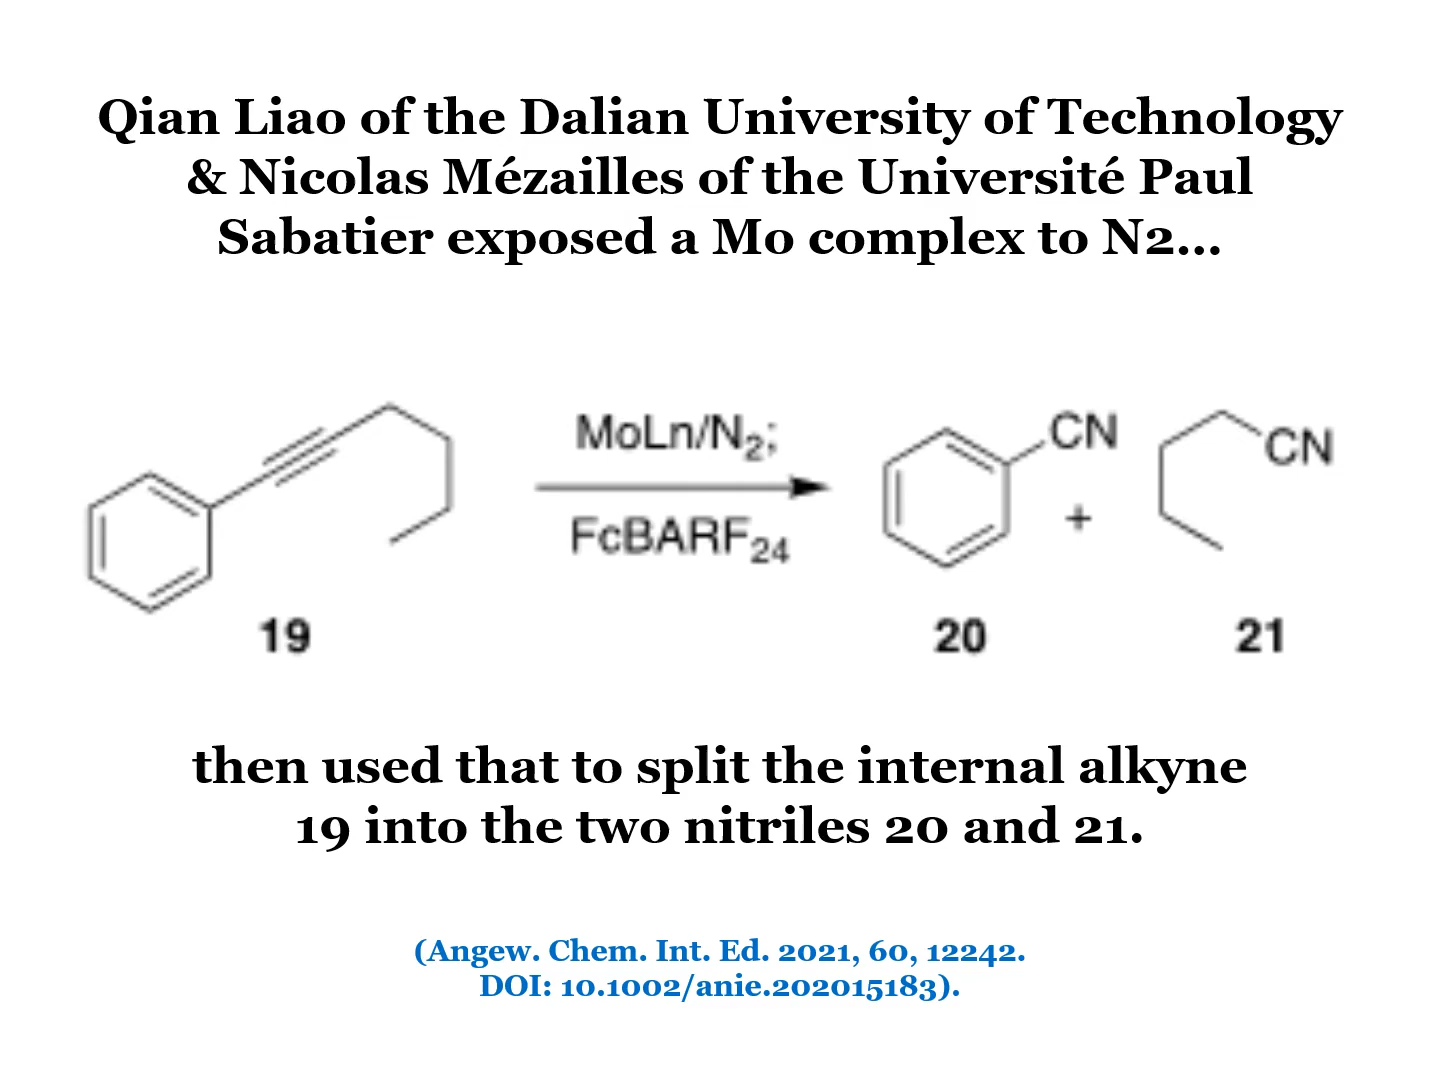 Qian Liao of the Dalian University of Technology
& Nicolas Mézailles of the Université Paul
Sabatier exposed a Mo complex to N2...
MoLn/N₂;
FcBARF₂₄
CN
CN
+
19
20
21
then used that to split the internal alkyne
19 into the two nitriles 20 and 21.
(Angew. Chem. Int. Ed. 2021, 60, 12242.
DOI: 10.1002/anie.202015183).